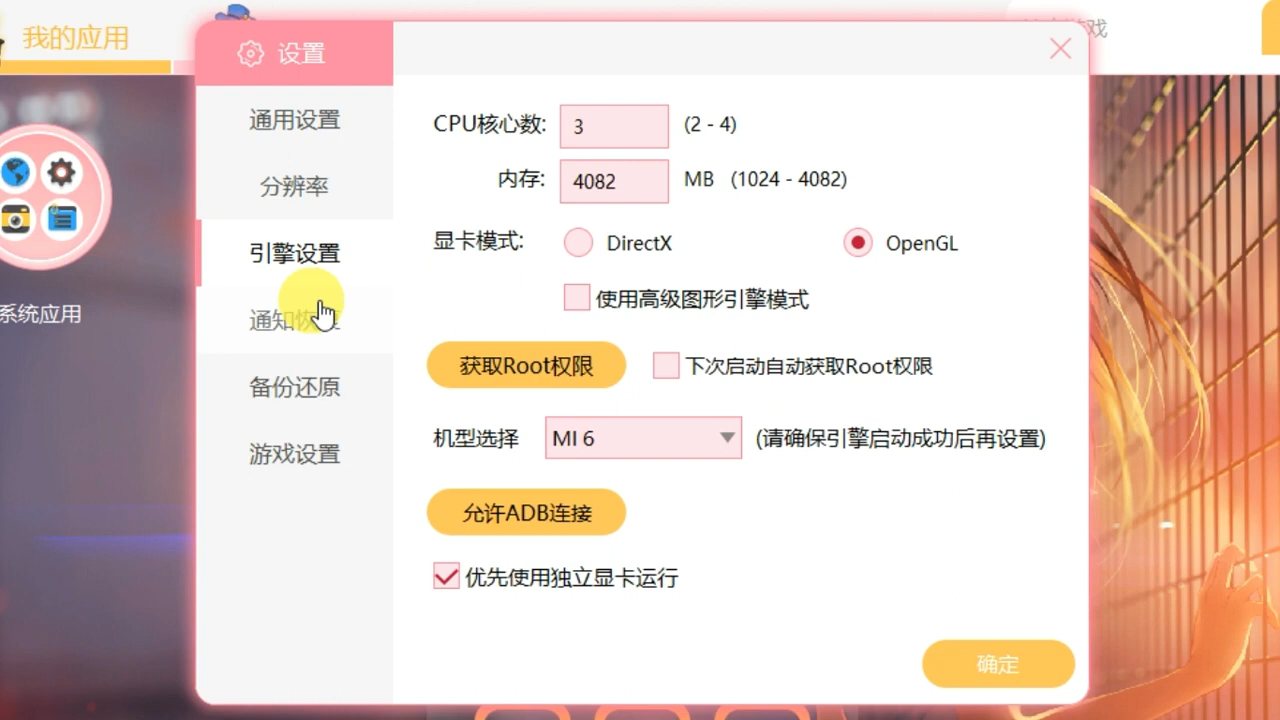 我的应用
设置
戏
通用设置
CPU核心数: 3 (2 - 4)
内存: 4082 MB (1024 - 4082)
分辨率
显卡模式: DirectX OpenGL
引擎设置
使用高级图形引擎模式
通知恢复
系统应用
获取Root权限 下次启动自动获取Root权限
备份还原
机型选择 MI 6 (请确保引擎启动成功后再设置)
游戏设置
允许ADB连接
优先使用独立显卡运行
确定